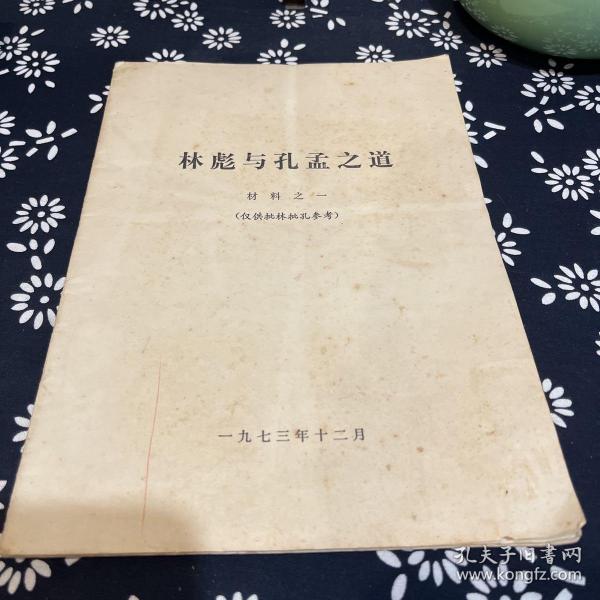 林彪与孔孟之道
材料之一
(仅供批林批孔参考)
一九七三年十二月
孔夫子旧书网
www.kongfz.com